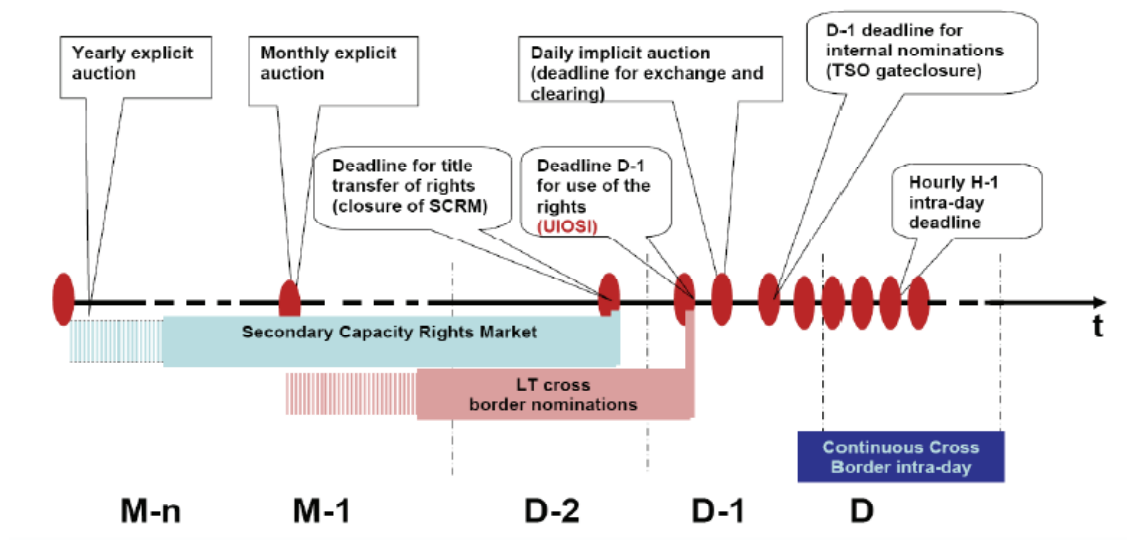 Yearly explicit
auction
Monthly explicit
auction
Daily implicit auction
(deadline for exchange and
clearing)
D-1 deadline for
internal nominations
(TSO gateclosure)
Deadline for title
transfer of rights
(closure of SCRM)
Deadline D-1
for use of the
rights
(UIOSI)
Hourly H-1
intra-day
deadline
t
Secondary Capacity Rights Market
LT cross
border nominations
Continuous Cross
Border intra-day
M-n
M-1
D-2
D-1
D